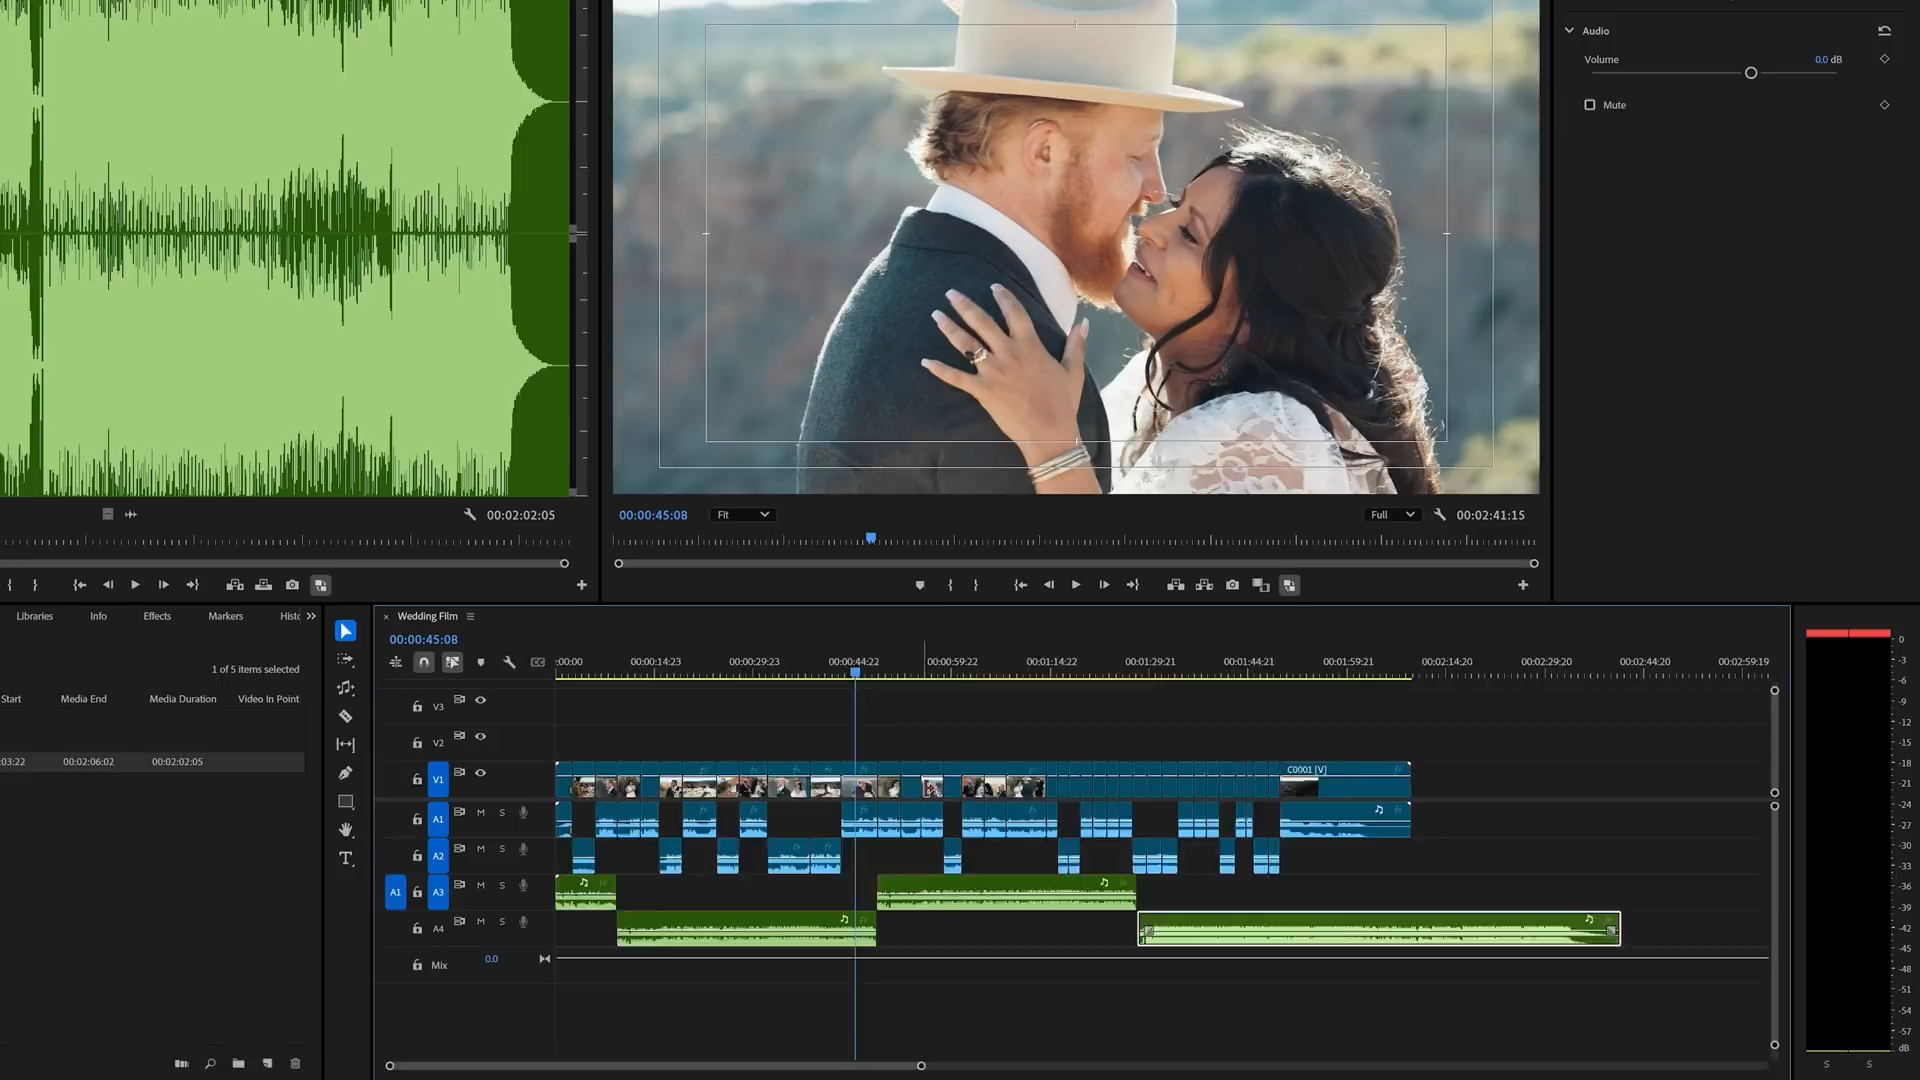 Audio
Volume
0.0 dB
Mute
00:02:02:05
00:00:45:08
Fit
Full
00:02:41:15
Libraries
Info
Effects
Markers
Histo
Wedding Film
00:00:45:08
1 of 5 items selected
:00:00
00:00:14:23
00:00:29:23
00:00:44:22
00:00:59:22
00:01:14:22
00:01:29:21
00:01:44:21
00:01:59:21
00:02:14:20
00:02:29:20
00:02:44:20
00:02:59:19
Start
Media End
Media Duration
Video In Point
:03:22
00:02:06:02
00:02:02:05
V3
V2
V1
C0001 [V]
A1
M
S
A2
M
S
A1
A3
M
S
A4
M
S
Mix
0.0
0
-3
-6
-9
-12
-15
-18
-21
-24
-27
-30
-33
-36
-39
-42
-45
-48
-51
-54
-57
dB
S
S